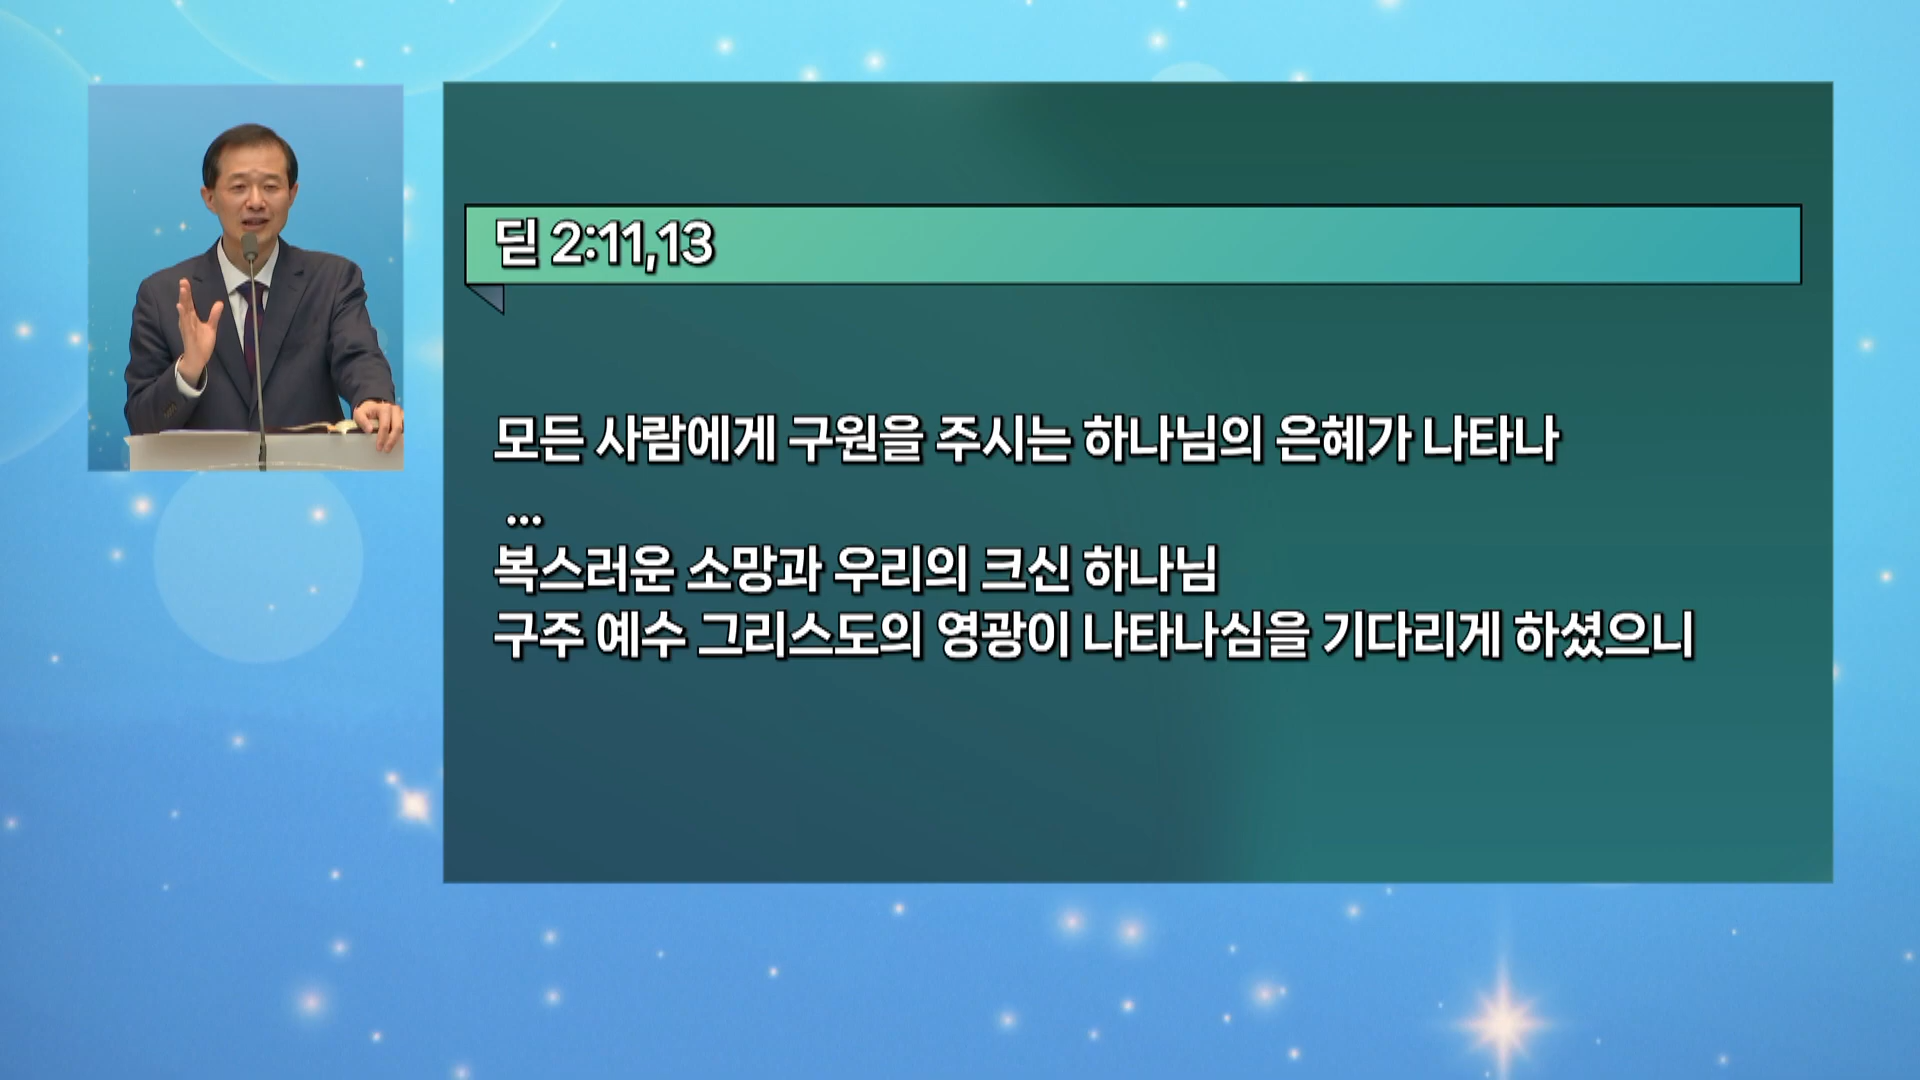 딛 2:11,13
모든 사람에게 구원을 주시는 하나님의 은혜가 나타나
...
복스러운 소망과 우리의 크신 하나님
구주 예수 그리스도의 영광이 나타나심을 기다리게 하셨으니